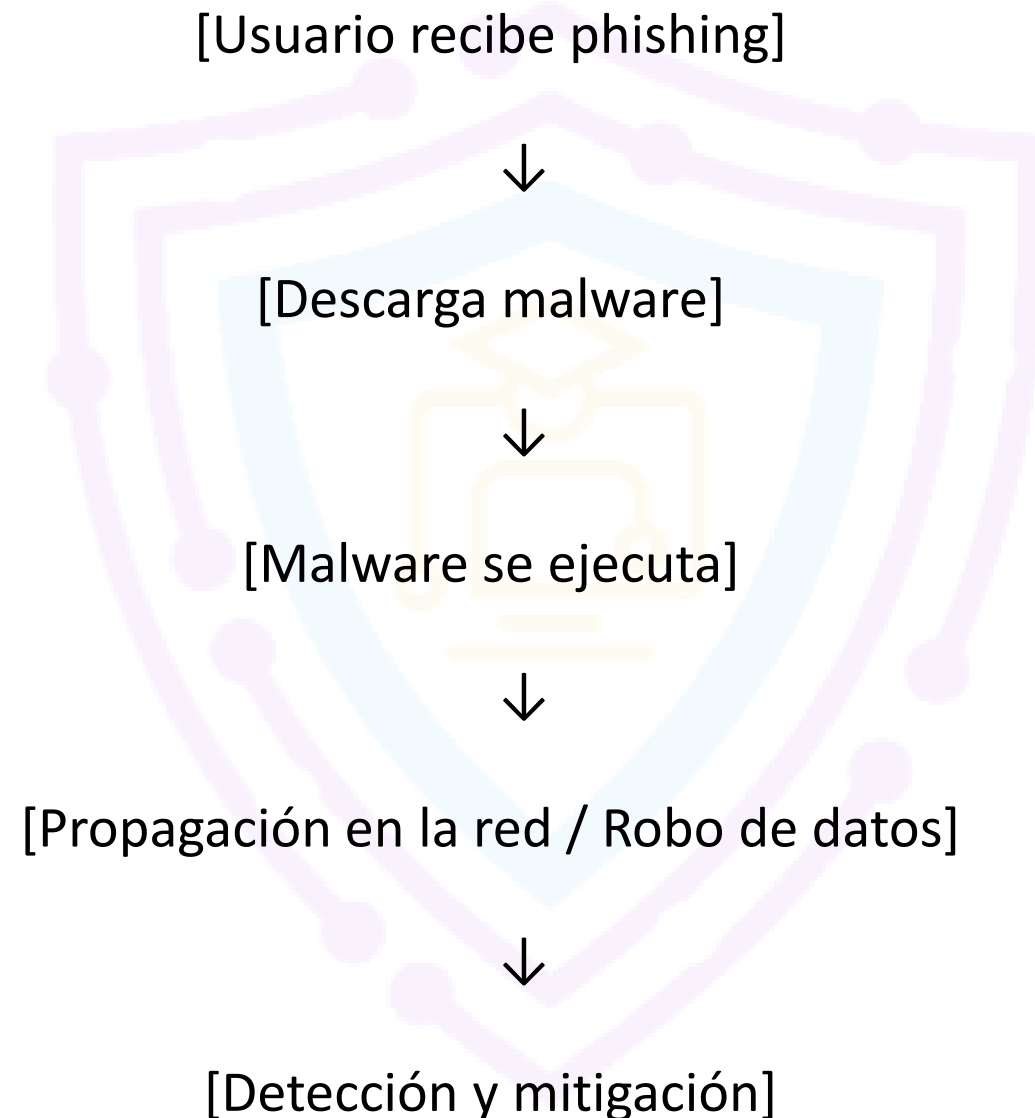 [Usuario recibe phishing]
↓
[Descarga malware]
↓
[Malware se ejecuta]
↓
[Propagación en la red / Robo de datos]
↓
[Detección y mitigación]